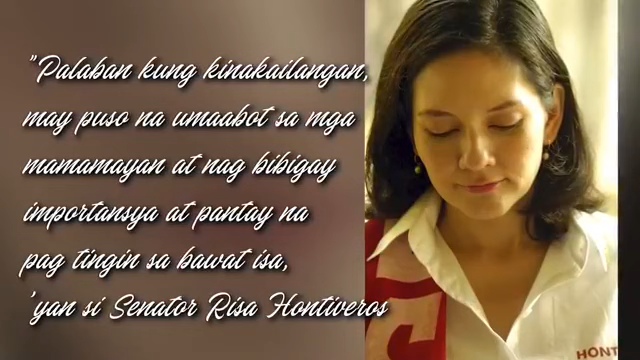 "Palaban kung kinakailangan,
may puso na umaabot sa mga
mamamayan at nag bibigay
importansya at pantay na
pag tingin sa bawat isa,
'yan si Senator Risa Hontiveros
HONT